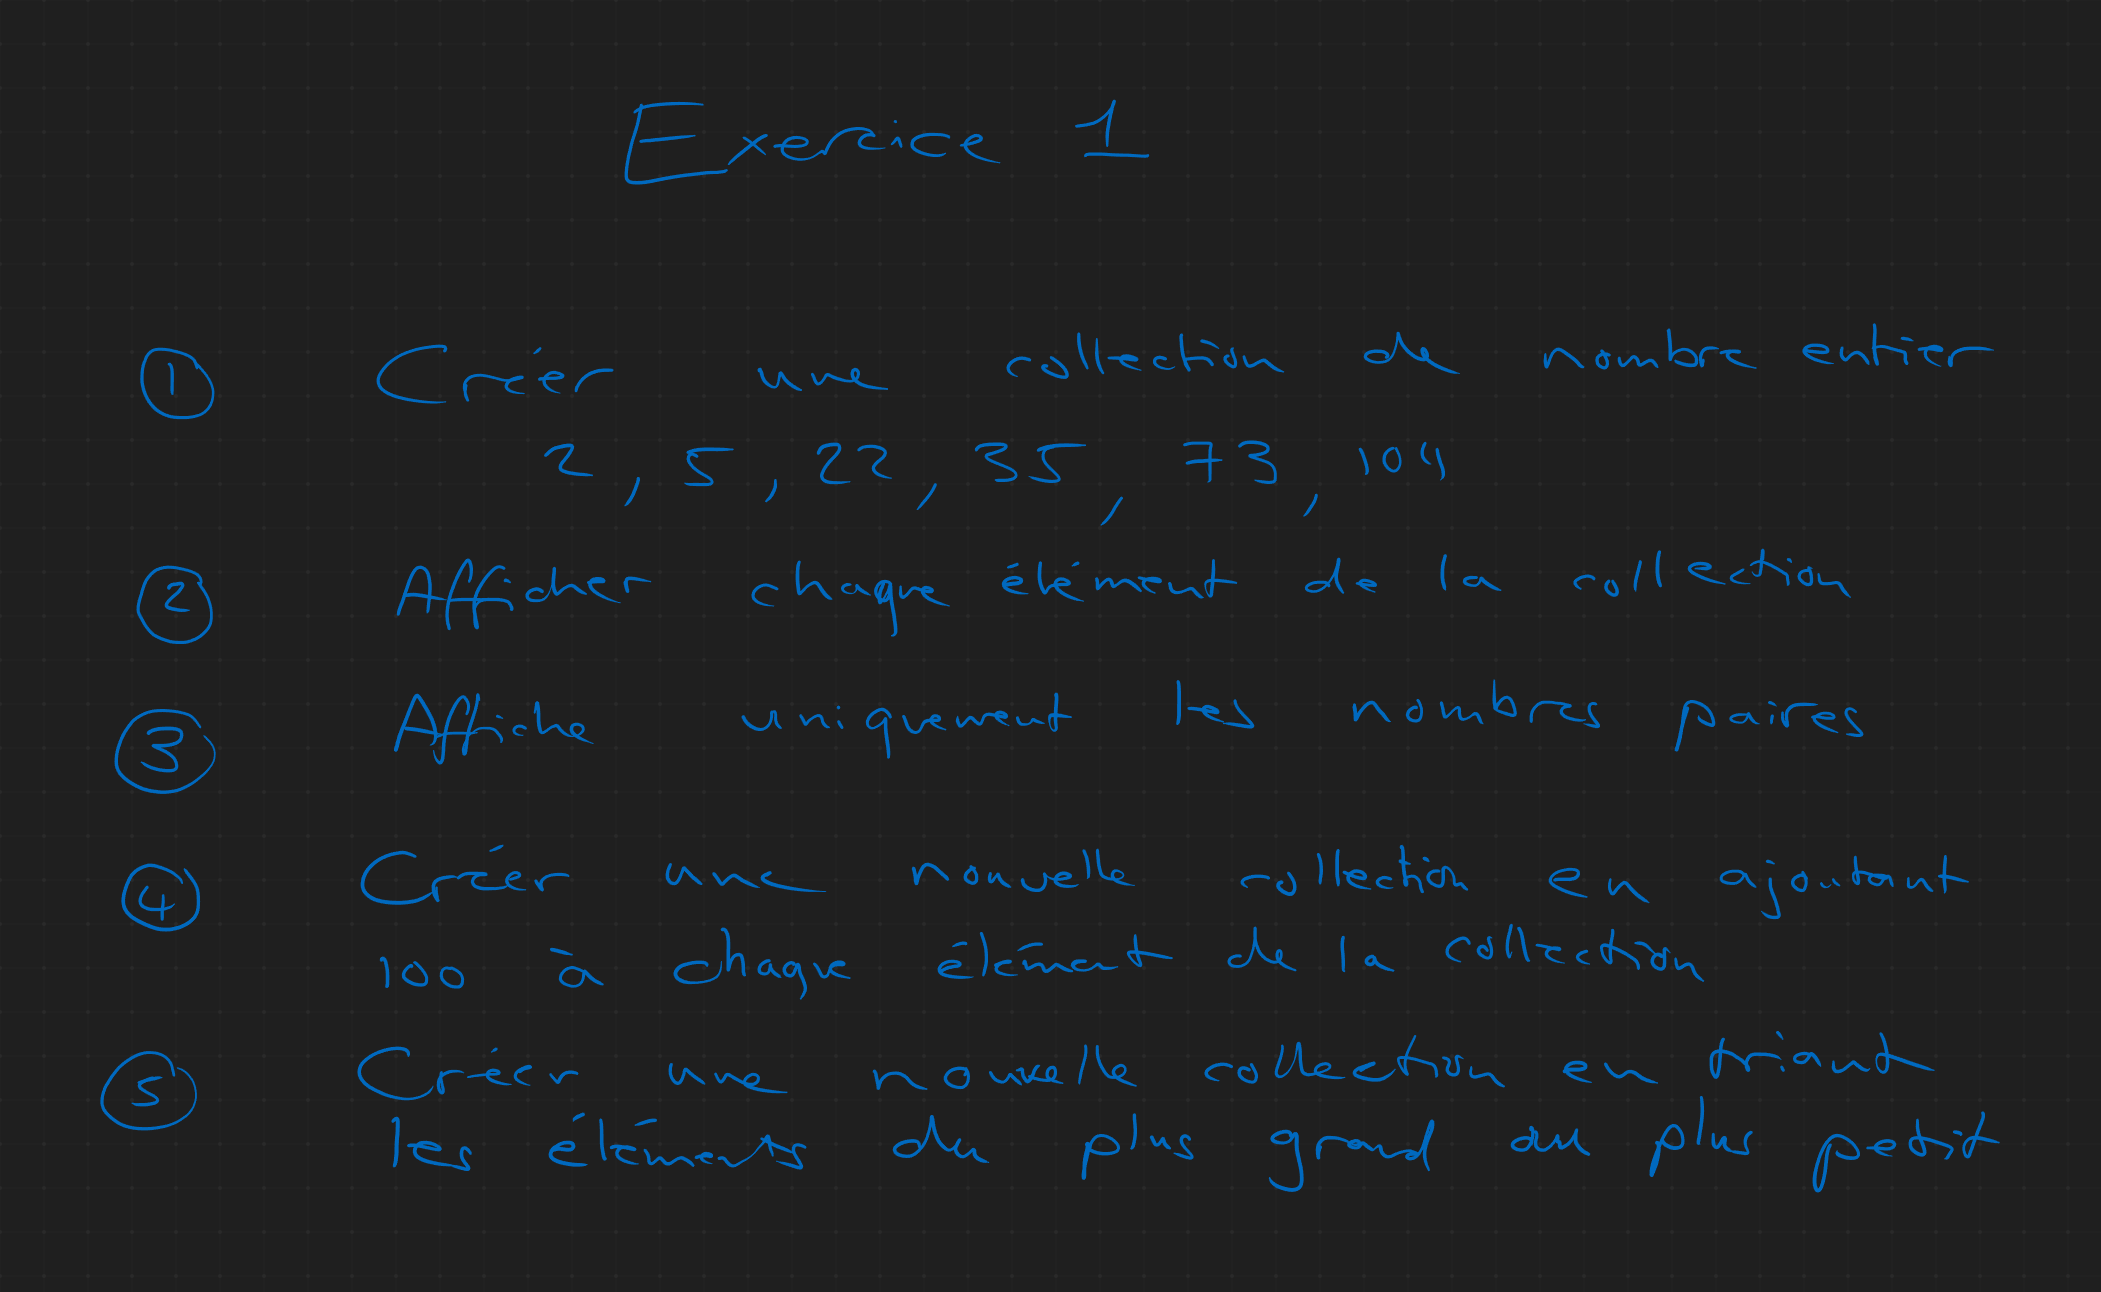 Exercice 1
① Créer une collection de nombre entier
2, 5, 22, 35, 73, 104
② Afficher chaque élément de la collection
③ Affiche uniquement les nombres paires
④ Créer une nouvelle collection en ajoutant
100 à chaque élément de la collection
⑤ Créer une nouvelle collection en triant
les éléments du plus grand au plus petit